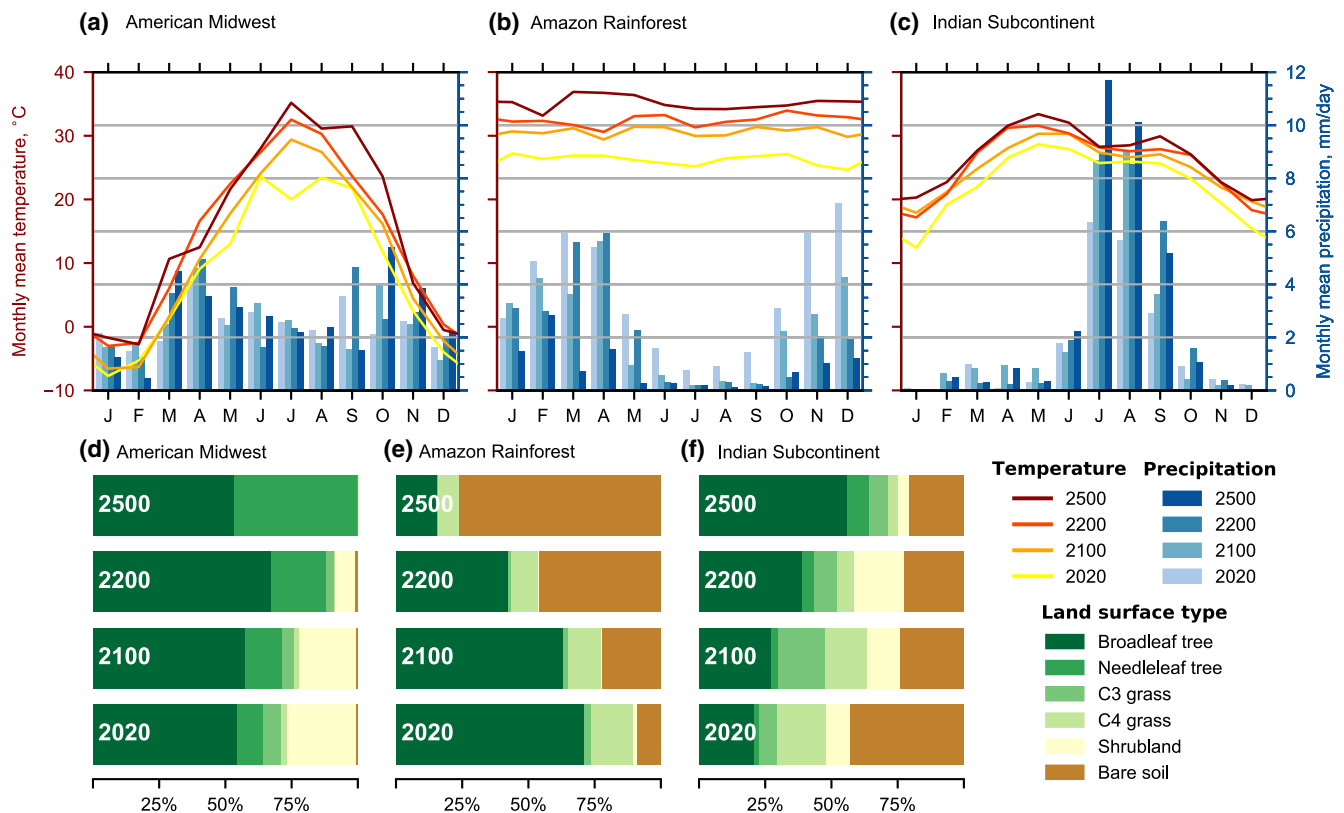 (a) American Midwest (b) Amazon Rainforest (c) Indian Subcontinent
J F M A M J J A S O N D J F M A M J J A S O N D J F M A M J J A S O N D
Monthly mean temperature, °C
40
30
20
10
0
−10
12
10
8
6
4
2
0
Monthly mean precipitation, mm/day
J F M A M J J A S O N D J F M A M J J A S O N D J F M A M J J A S O N D
(d) American Midwest (e) Amazon Rainforest (f) Indian Subcontinent
2500 2500 2500
2200 2200 2200
2100 2100 2100
2020 2020 2020
25% 50% 75% 25% 50% 75% 25% 50% 75%
Temperature Precipitation
2500 2500
2200 2200
2100 2100
2020 2020
Land surface type
Broadleaf tree
Needleleaf tree
C3 grass
C4 grass
Shrubland
Bare soil